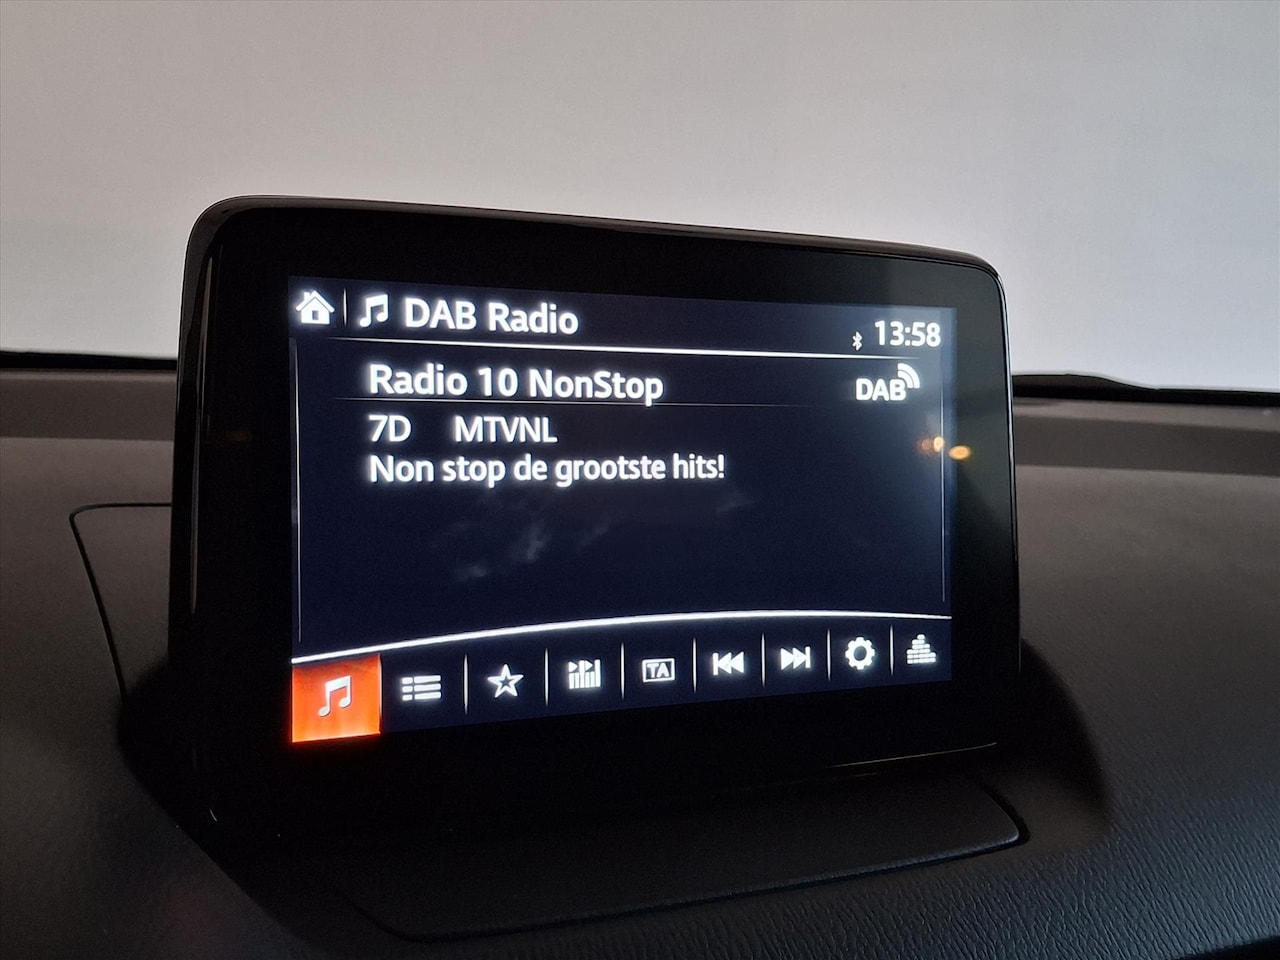 DAB Radio
13:58
Radio 10 NonStop
DAB
7D MTVNL
Non stop de grootste hits!
TA